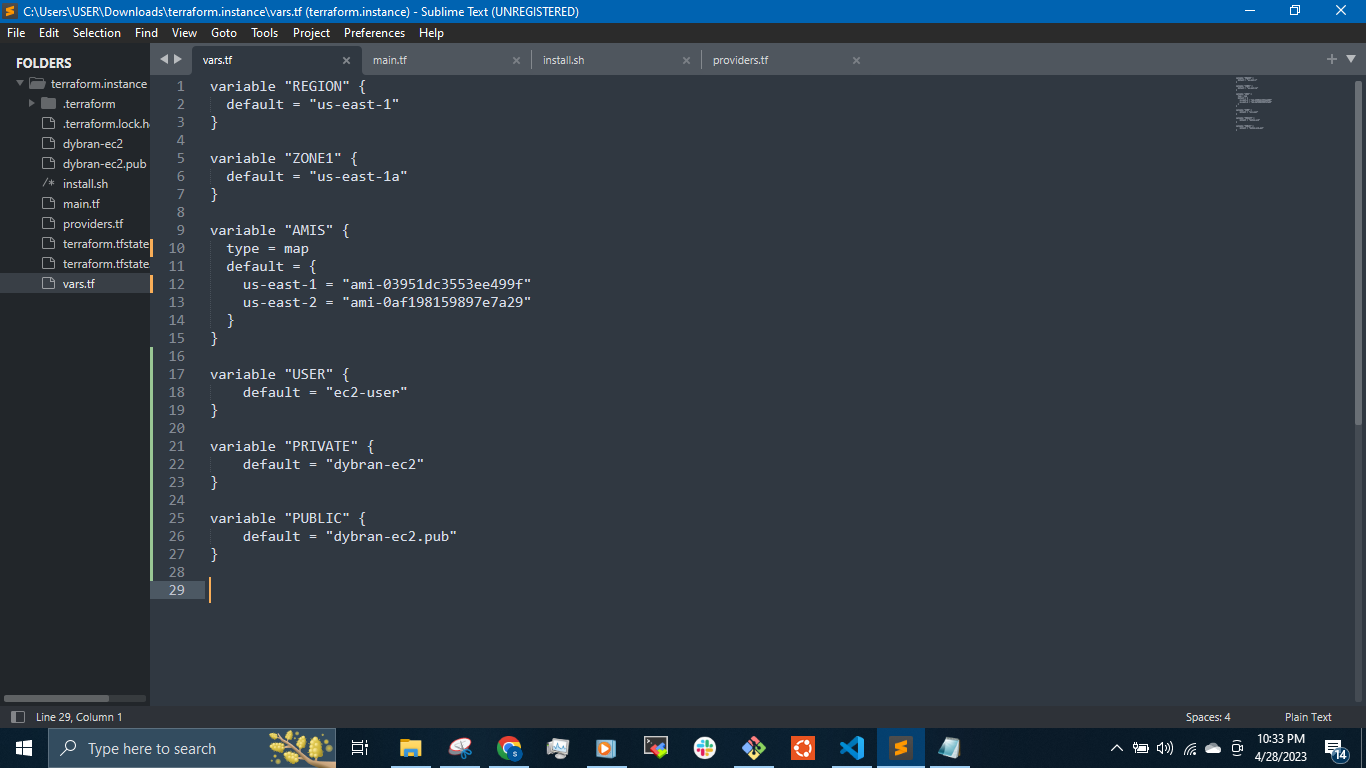 C:\Users\USER\Downloads\terraform.instance\vars.tf (terraform.instance) - Sublime Text (UNREGISTERED)
File Edit Selection Find View Goto Tools Project Preferences Help
FOLDERS
terraform.instance
.terraform
.terraform.lock.h
dybran-ec2
dybran-ec2.pub
install.sh
main.tf
providers.tf
terraform.tfstate
terraform.tfstate
vars.tf
vars.tf main.tf install.sh providers.tf
1 variable "REGION" {
2 default = "us-east-1"
3 }
4
5 variable "ZONE1" {
6 default = "us-east-1a"
7 }
8
9 variable "AMIS" {
10 type = map
11 default = {
12 us-east-1 = "ami-03951dc3553ee499f"
13 us-east-2 = "ami-0af198159897e7a29"
14 }
15 }
16
17 variable "USER" {
18 default = "ec2-user"
19 }
20
21 variable "PRIVATE" {
22 default = "dybran-ec2"
23 }
24
25 variable "PUBLIC" {
26 default = "dybran-ec2.pub"
27 }
28
29
Line 29, Column 1 Spaces: 4 Plain Text
Type here to search
10:33 PM
4/28/2023
14